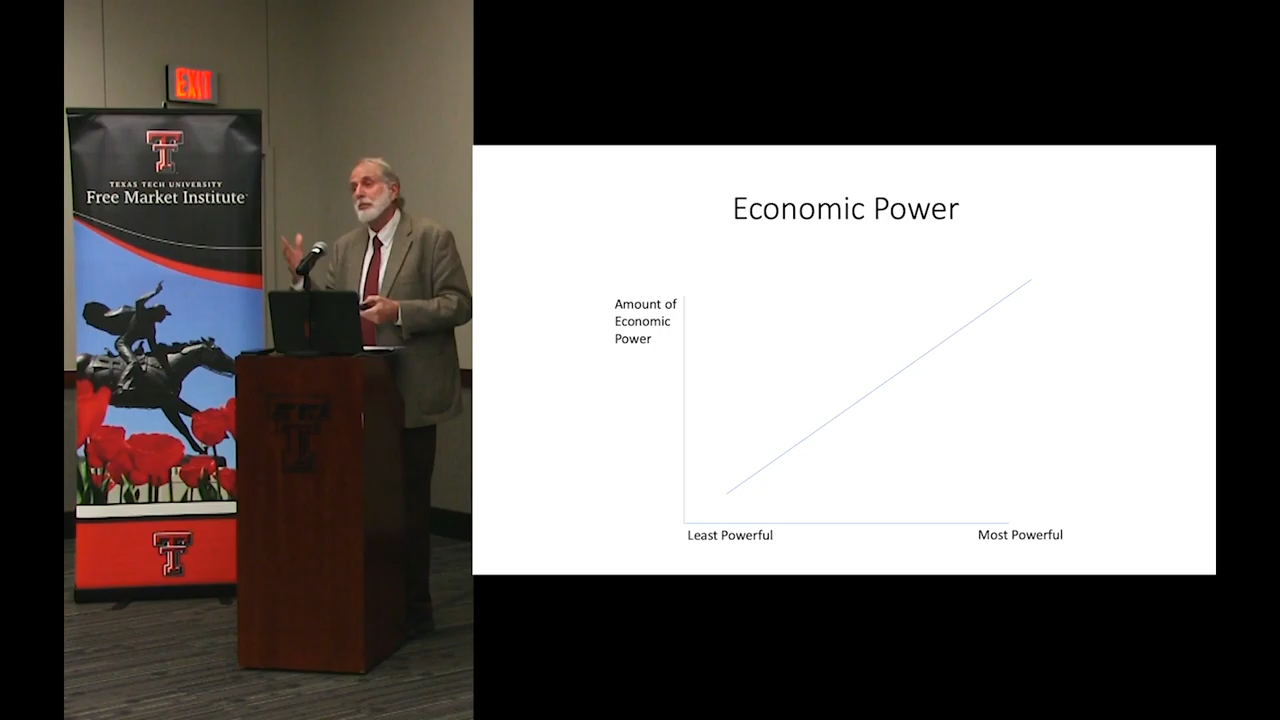 EXIT
T
TEXAS TECH UNIVERSITY
Free Market Institute
T
T
Economic Power
Amount of
Economic
Power
Least Powerful
Most Powerful